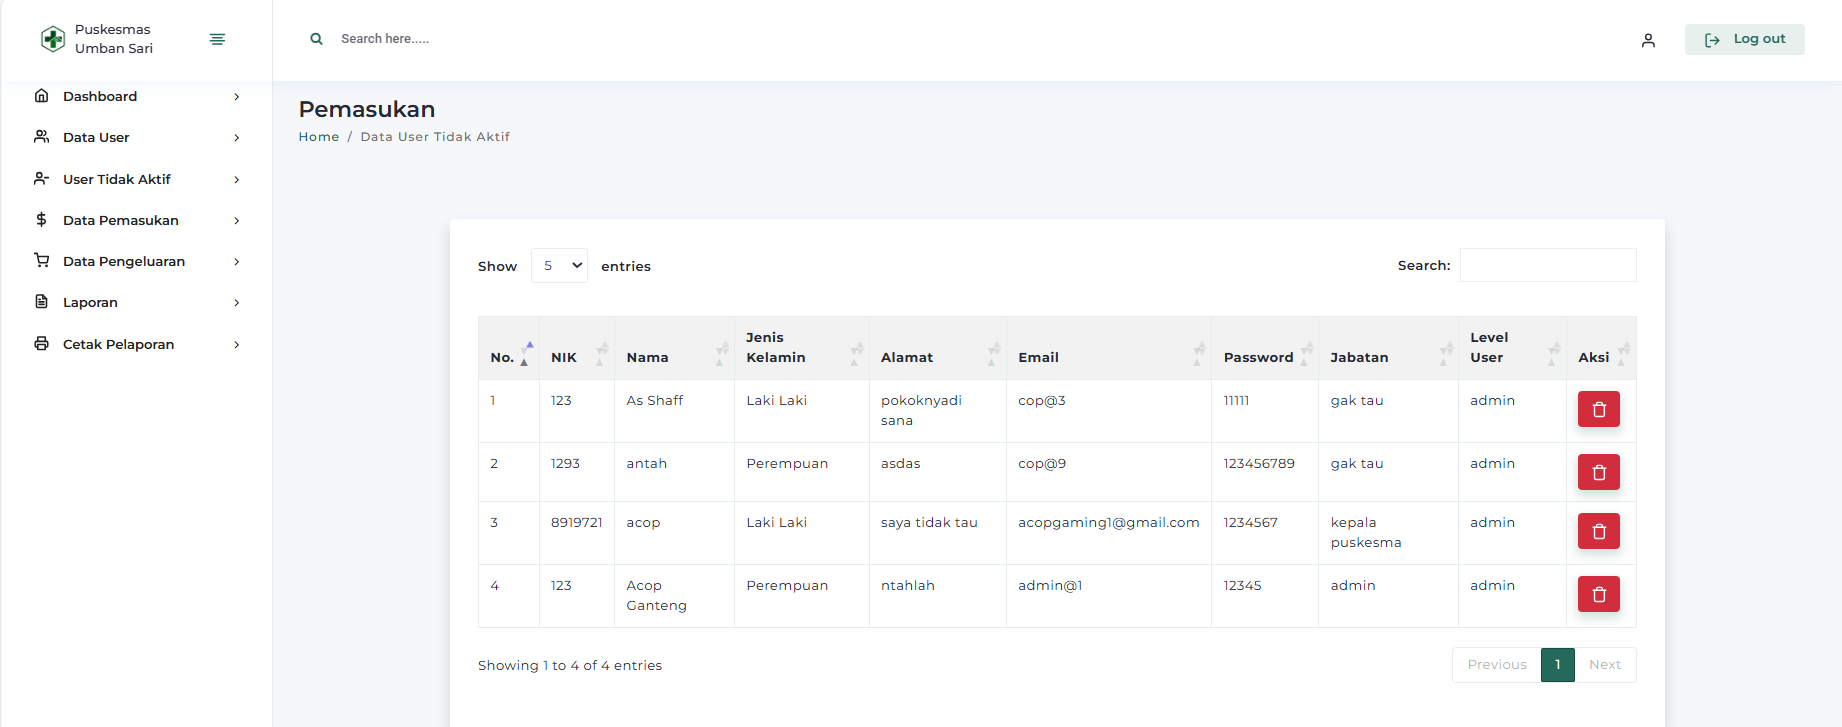 Puskesmas
Umban Sari
Search here.....
Log out
Dashboard
Data User
User Tidak Aktif
Data Pemasukan
Data Pengeluaran
Laporan
Cetak Pelaporan
Pemasukan
Home / Data User Tidak Aktif
Show 5 entries
Search:
No. NIK Nama Jenis Kelamin Alamat Email Password Jabatan Level User Aksi
1 123 As Shaff Laki Laki pokoknyadi sana cop@3 11111 gak tau admin
2 1293 antah Perempuan asdas cop@9 123456789 gak tau admin
3 8919721 acop Laki Laki saya tidak tau acopgaming1@gmail.com 1234567 kepala puskesma admin
4 123 Acop Ganteng Perempuan ntahlah admin@1 12345 admin admin
Showing 1 to 4 of 4 entries
Previous 1 Next